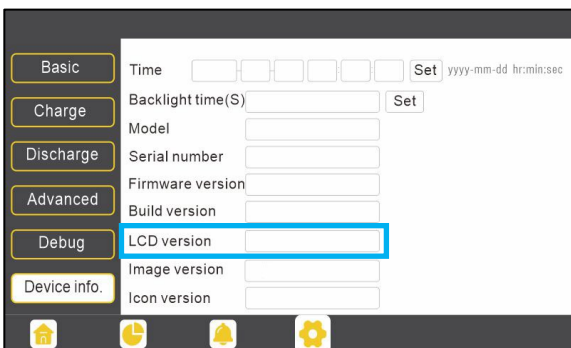 Basic
Charge
Discharge
Advanced
Debug
Device info.
Time Set yyyy-mm-dd hr:min:sec
Backlight time(S) Set
Model
Serial number
Firmware version
Build version
LCD version
Image version
Icon version